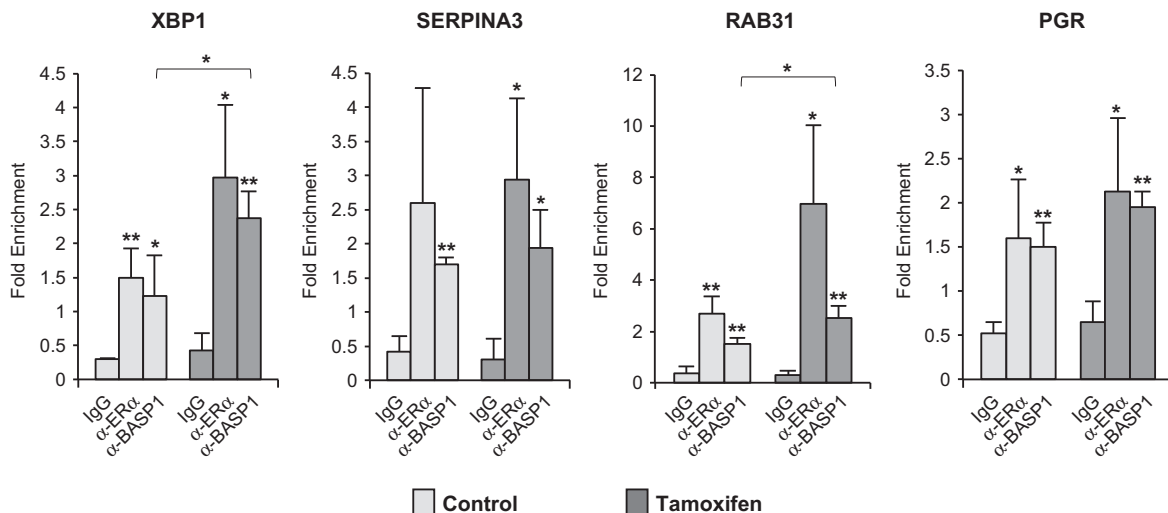 XBP1
*
4.5
4
3.5
3
2.5
2
1.5
1
0.5
0
Fold Enrichment
**
*
*
**
IgG
α-ERα
α-BASP1
IgG
α-ERα
α-BASP1
SERPINA3
4.5
4
3.5
3
2.5
2
1.5
1
0.5
0
Fold Enrichment
**
*
*
IgG
α-ERα
α-BASP1
IgG
α-ERα
α-BASP1
RAB31
*
12
10
8
6
4
2
0
Fold Enrichment
**
**
*
**
IgG
α-ERα
α-BASP1
IgG
α-ERα
α-BASP1
PGR
3.5
3
2.5
2
1.5
1
0.5
0
Fold Enrichment
*
**
*
**
IgG
α-ERα
α-BASP1
IgG
α-ERα
α-BASP1
Control
Tamoxifen